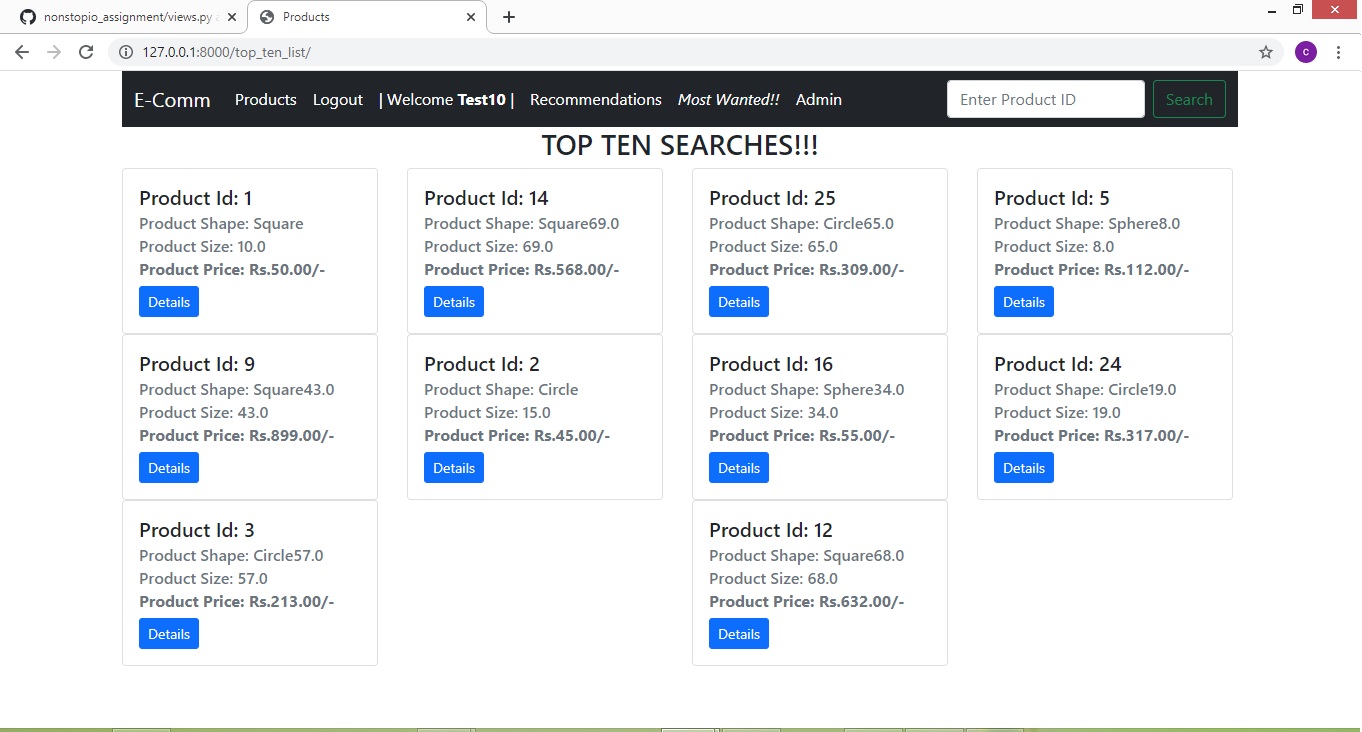 nonstopio_assignment/views.py a
Products
127.0.0.1:8000/top_ten_list/
c
E-Comm Products Logout | Welcome Test10 | Recommendations Most Wanted!! Admin Enter Product ID Search
TOP TEN SEARCHES!!!
Product Id: 1
Product Shape: Square
Product Size: 10.0
Product Price: Rs.50.00/-
Details
Product Id: 14
Product Shape: Square69.0
Product Size: 69.0
Product Price: Rs.568.00/-
Details
Product Id: 25
Product Shape: Circle65.0
Product Size: 65.0
Product Price: Rs.309.00/-
Details
Product Id: 5
Product Shape: Sphere8.0
Product Size: 8.0
Product Price: Rs.112.00/-
Details
Product Id: 9
Product Shape: Square43.0
Product Size: 43.0
Product Price: Rs.899.00/-
Details
Product Id: 2
Product Shape: Circle
Product Size: 15.0
Product Price: Rs.45.00/-
Details
Product Id: 16
Product Shape: Sphere34.0
Product Size: 34.0
Product Price: Rs.55.00/-
Details
Product Id: 24
Product Shape: Circle19.0
Product Size: 19.0
Product Price: Rs.317.00/-
Details
Product Id: 3
Product Shape: Circle57.0
Product Size: 57.0
Product Price: Rs.213.00/-
Details
Product Id: 12
Product Shape: Square68.0
Product Size: 68.0
Product Price: Rs.632.00/-
Details